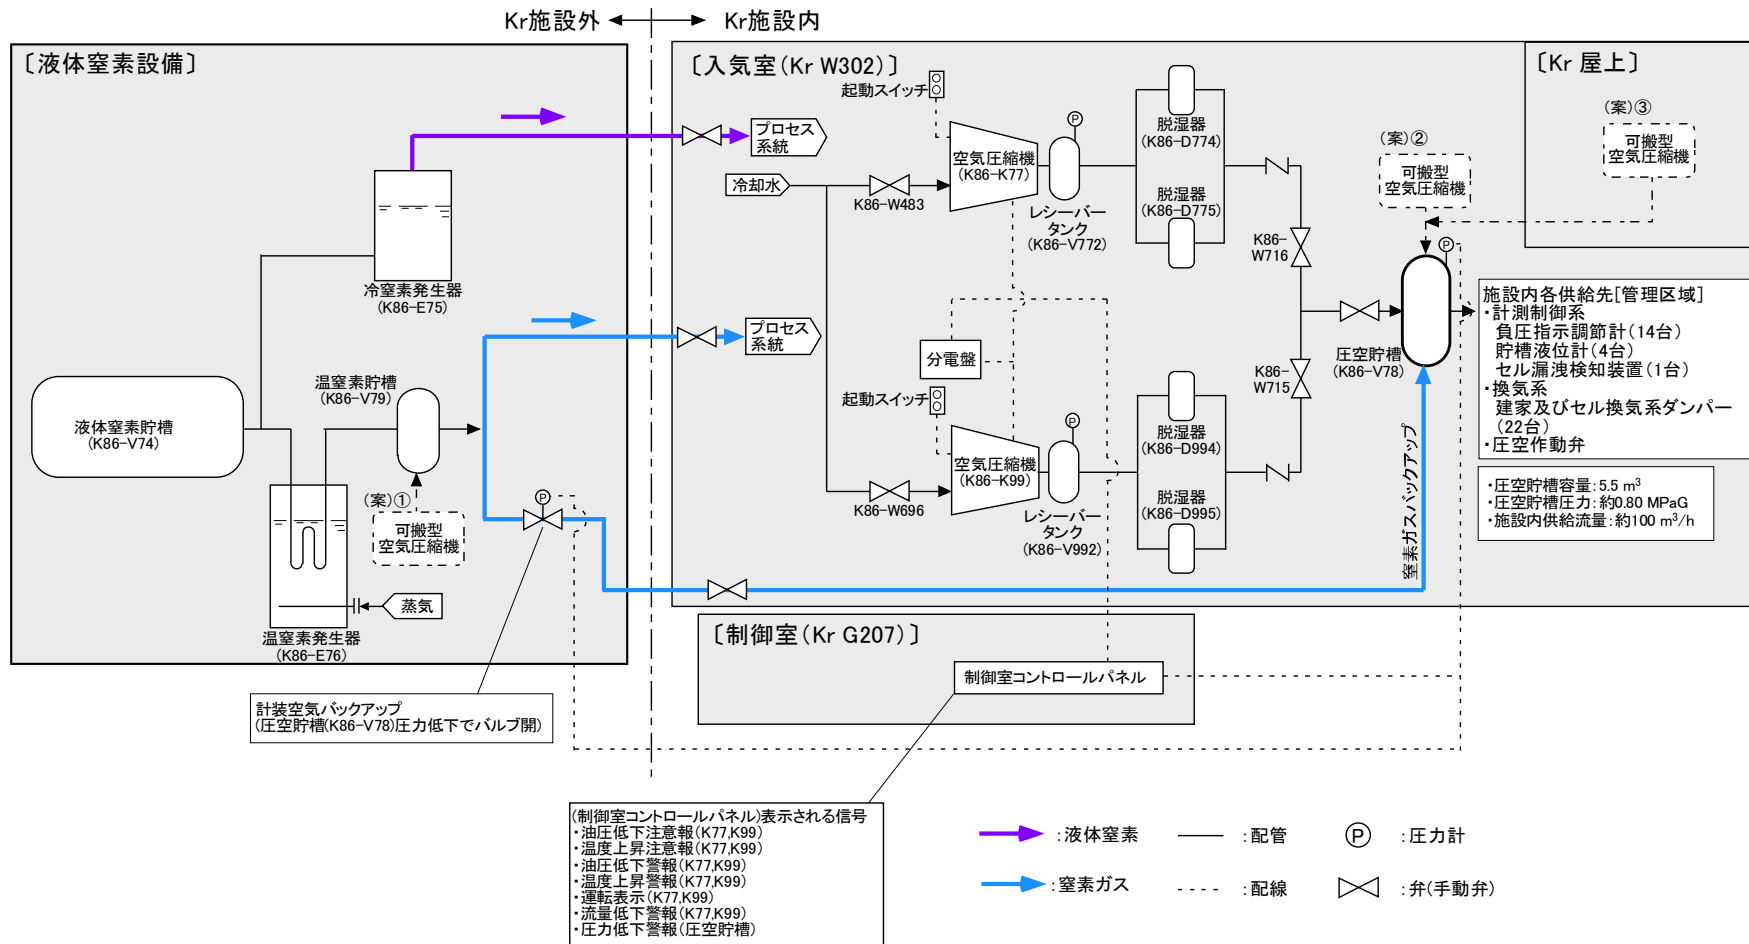 Kr施設外
Kr施設内
〔液体窒素設備〕
冷窒素発生器
(K86-E75)
液体窒素貯槽
(K86-V74)
温窒素貯槽
(K86-V79)
(案)①
可搬型
空気圧縮機
蒸気
温窒素発生器
(K86-E76)
計装空気バックアップ
(圧空貯槽(K86-V78)圧力低下でバルブ開)
P
プロセス
系統
プロセス
系統
〔入気室(Kr W302)〕
起動スイッチ
冷却水
K86-W483
空気圧縮機
(K86-K77)
P
レシーバー
タンク
(K86-V772)
脱湿器
(K86-D774)
脱湿器
(K86-D775)
K86-
W716
分電盤
起動スイッチ
K86-W696
空気圧縮機
(K86-K99)
P
レシーバー
タンク
(K86-V992)
脱湿器
(K86-D994)
脱湿器
(K86-D995)
K86-
W715
〔Kr 屋上〕
(案)③
可搬型
空気圧縮機
(案)②
可搬型
空気圧縮機
P
圧空貯槽
(K86-V78)
窒素ガスバックアップ
施設内各供給先[管理区域]
・計測制御系
負圧指示調節計(14台)
貯槽液位計(4台)
セル漏洩検知装置(1台)
・換気系
建家及びセル換気系ダンパー
(22台)
・圧空作動弁
・圧空貯槽容量:5.5 m³
・圧空貯槽圧力:約0.80 MPaG
・施設内供給流量:約100 m³/h
〔制御室(Kr G207)〕
制御室コントロールパネル
(制御室コントロールパネル)表示される信号
・油圧低下注意報(K77,K99)
・温度上昇注意報(K77,K99)
・油圧低下警報(K77,K99)
・温度上昇警報(K77,K99)
・運転表示(K77,K99)
・流量低下警報(K77,K99)
・圧力低下警報(圧空貯槽)
:液体窒素
:配管
P
:圧力計
:窒素ガス
:配線
:弁(手動弁)